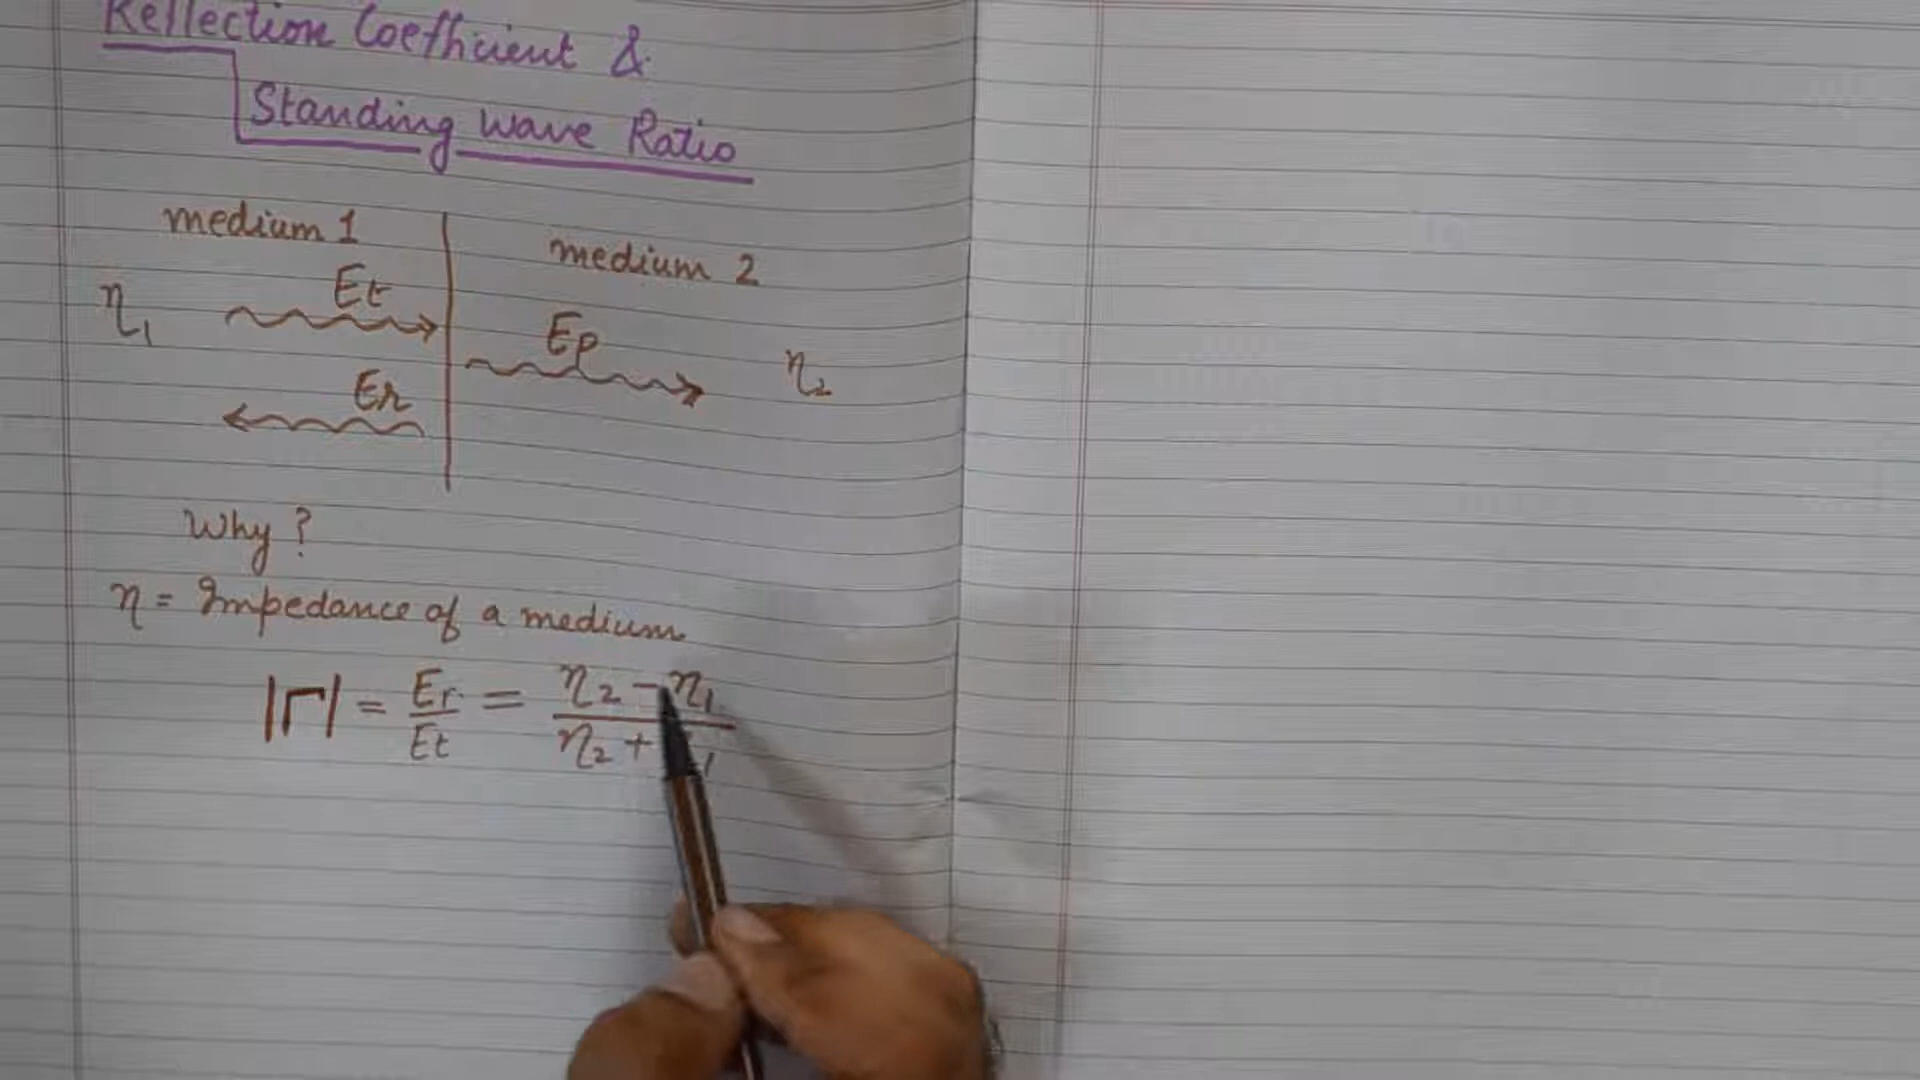 Reflection Coefficient &
Standing Wave Ratio
medium 1
medium 2
η₁
Et
Ep
η₂
Er
Why?
η = Impedance of a medium
|Γ| = Er/Et = η₂ - η₁ / η₂ +